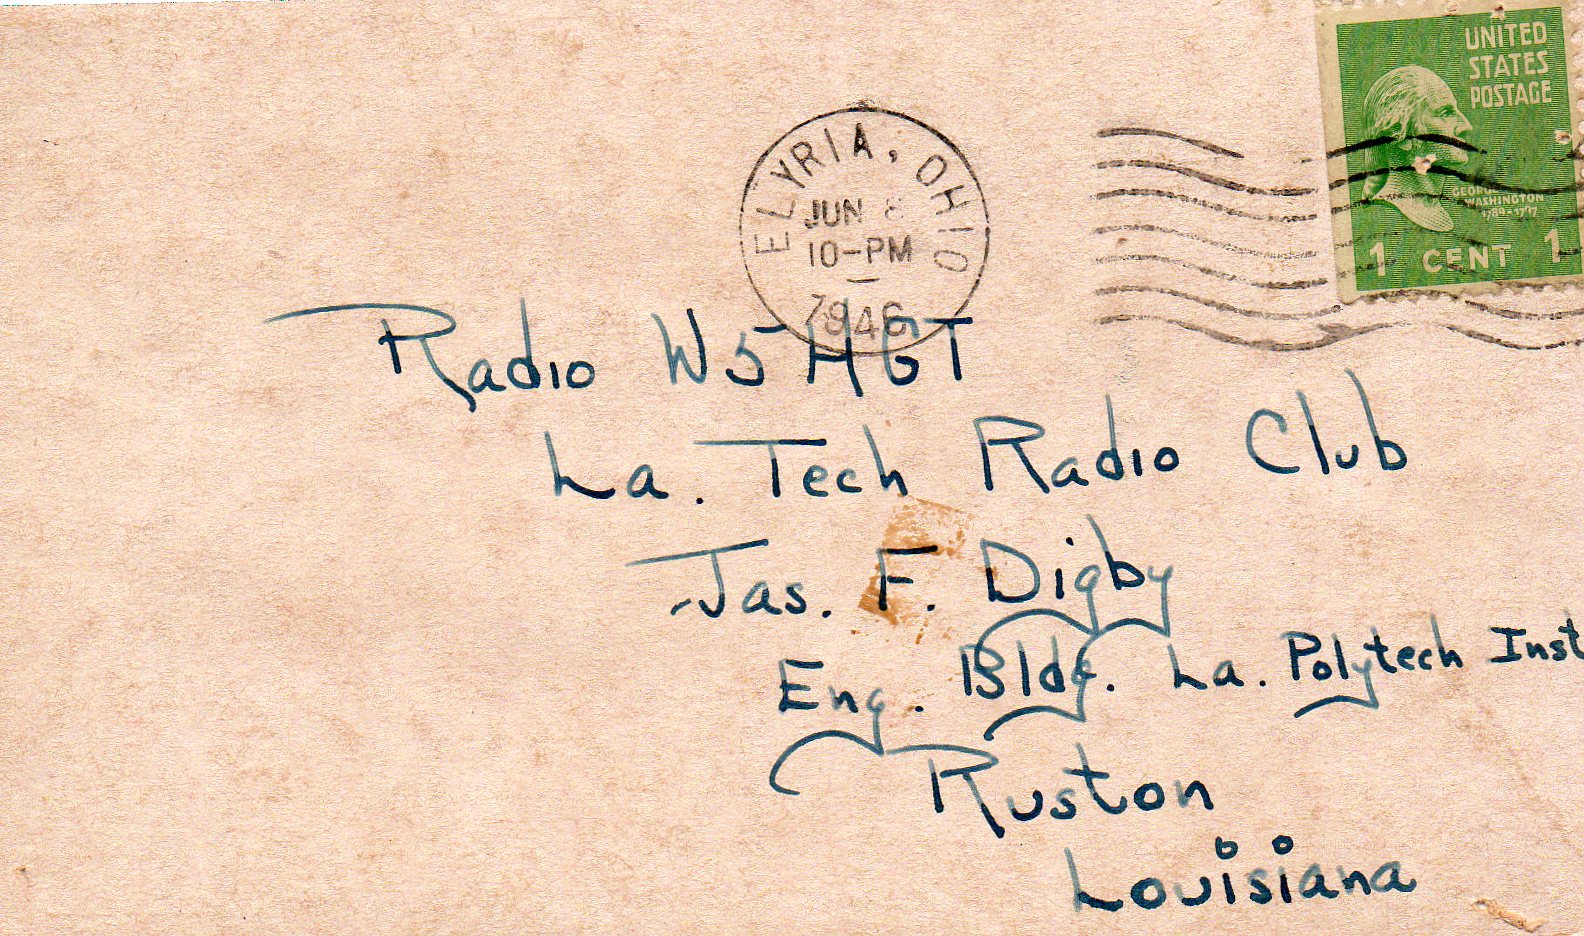 UNITED
STATES
POSTAGE
GEORGE WASHINGTON
1789-1797
1 CENT 1
ELYRIA, OHIO
JUN 8
10-PM
1946
Radio W5HGT
La. Tech Radio Club
Jas. F. Digby
Eng. Bldg. La. Polytech Inst
Ruston
Louisiana